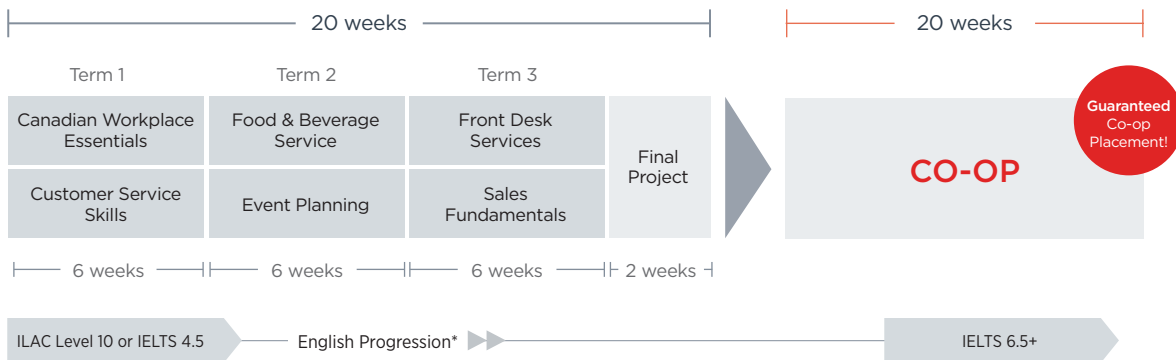 20 weeks
20 weeks
Term 1
Term 2
Term 3
Canadian Workplace
Essentials
Food & Beverage
Service
Front Desk
Services
Customer Service
Skills
Event Planning
Sales
Fundamentals
Final
Project
CO-OP
Guaranteed
Co-op
Placement!
6 weeks
6 weeks
6 weeks
2 weeks
ILAC Level 10 or IELTS 4.5
English Progression*
IELTS 6.5+